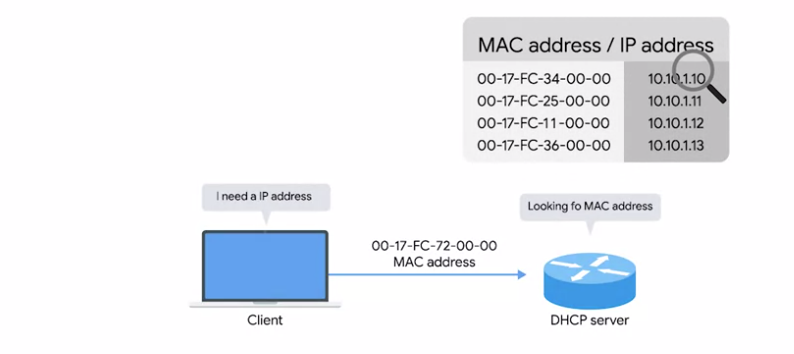 MAC address / IP address
00-17-FC-34-00-00 10.10.1.10
00-17-FC-25-00-00 10.10.1.11
00-17-FC-11-00-00 10.10.1.12
00-17-FC-36-00-00 10.10.1.13
I need a IP address
Looking fo MAC address
00-17-FC-72-00-00
MAC address
Client
DHCP server